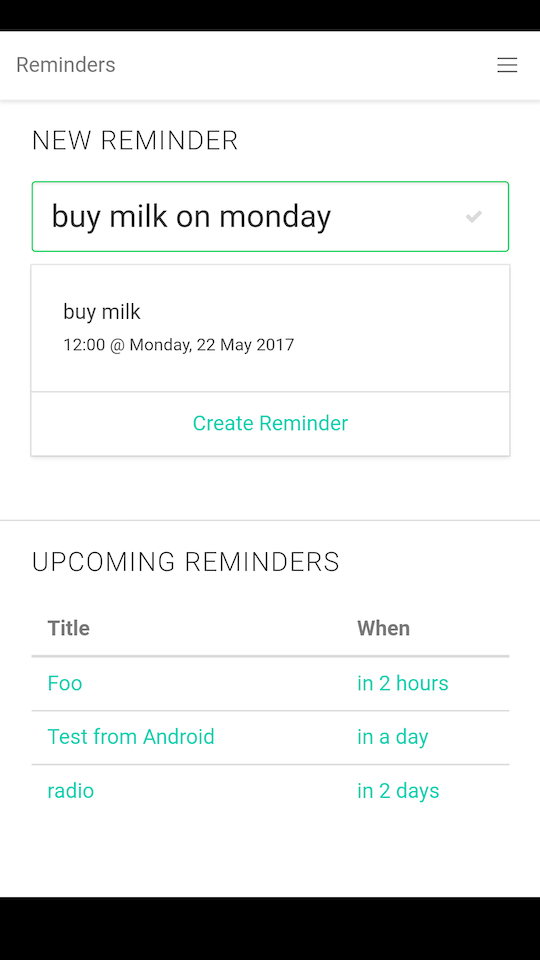 Reminders
NEW REMINDER
buy milk on monday
buy milk
12:00 @ Monday, 22 May 2017
Create Reminder
UPCOMING REMINDERS
Title When
Foo in 2 hours
Test from Android in a day
radio in 2 days